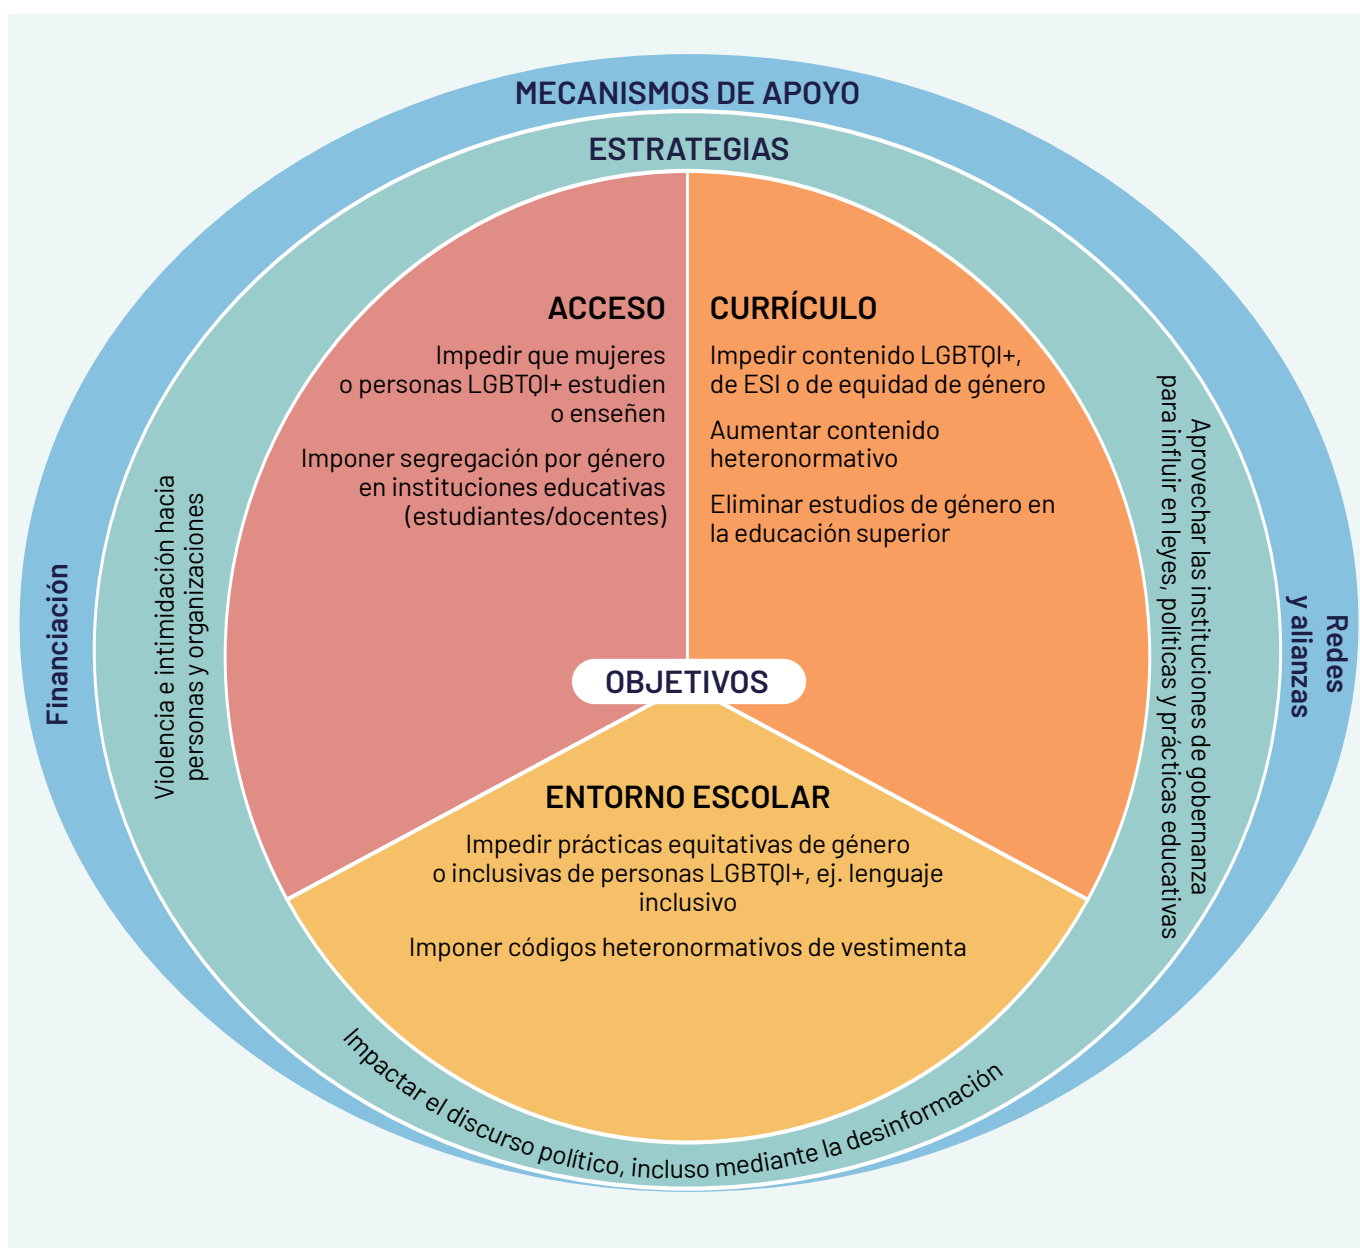 MECANISMOS DE APOYO
ESTRATEGIAS
ACCESO
Impedir que mujeres
o personas LGBTQI+ estudien
o enseñen
Imponer segregación por género
en instituciones educativas
(estudiantes/docentes)
CURRÍCULO
Impedir contenido LGBTQI+,
de ESI o de equidad de género
Aumentar contenido
heteronormativo
Eliminar estudios de género en
la educación superior
OBJETIVOS
ENTORNO ESCOLAR
Impedir prácticas equitativas de género
o inclusivas de personas LGBTQI+, ej. lenguaje
inclusivo
Imponer códigos heteronormativos de vestimenta
Financiación
Violencia e intimidación hacia
personas y organizaciones
Aprovechar las instituciones de gobernanza
para influir en leyes, políticas y prácticas educativas
Redes
y alianzas
Impactar el discurso político, incluso mediante la desinformación